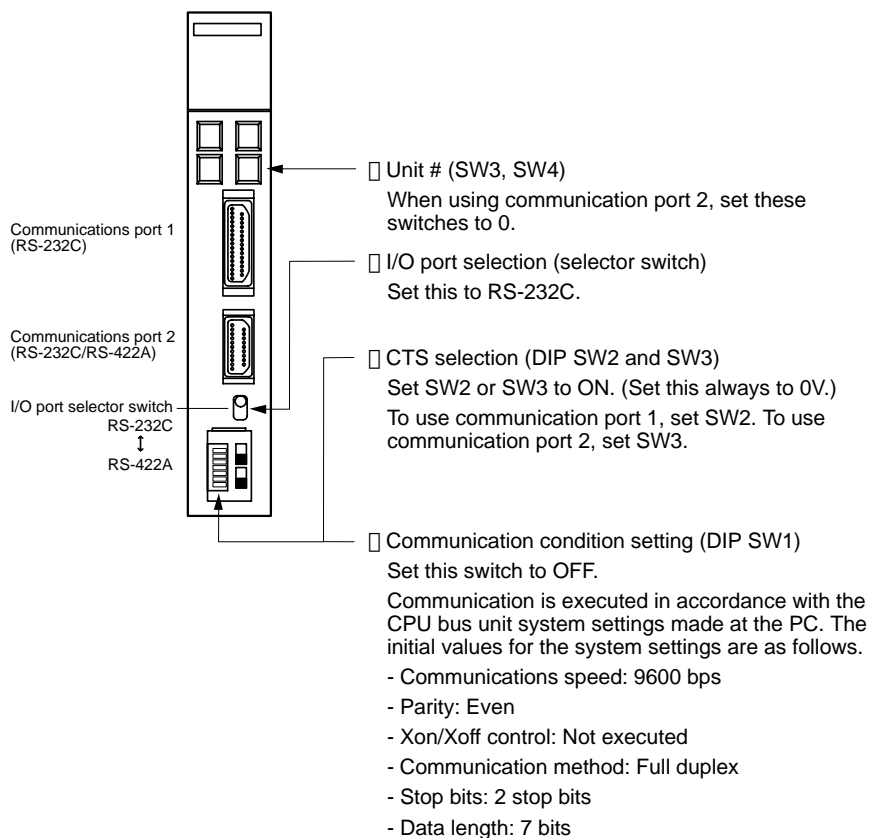 Communications port 1
(RS-232C)
Communications port 2
(RS-232C/RS-422A)
I/O port selector switch
RS-232C
↕
RS-422A
▯ Unit # (SW3, SW4)
When using communication port 2, set these
switches to 0.
▯ I/O port selection (selector switch)
Set this to RS-232C.
▯ CTS selection (DIP SW2 and SW3)
Set SW2 or SW3 to ON. (Set this always to 0V.)
To use communication port 1, set SW2. To use
communication port 2, set SW3.
▯ Communication condition setting (DIP SW1)
Set this switch to OFF.
Communication is executed in accordance with the
CPU bus unit system settings made at the PC. The
initial values for the system settings are as follows.
- Communications speed: 9600 bps
- Parity: Even
- Xon/Xoff control: Not executed
- Communication method: Full duplex
- Stop bits: 2 stop bits
- Data length: 7 bits